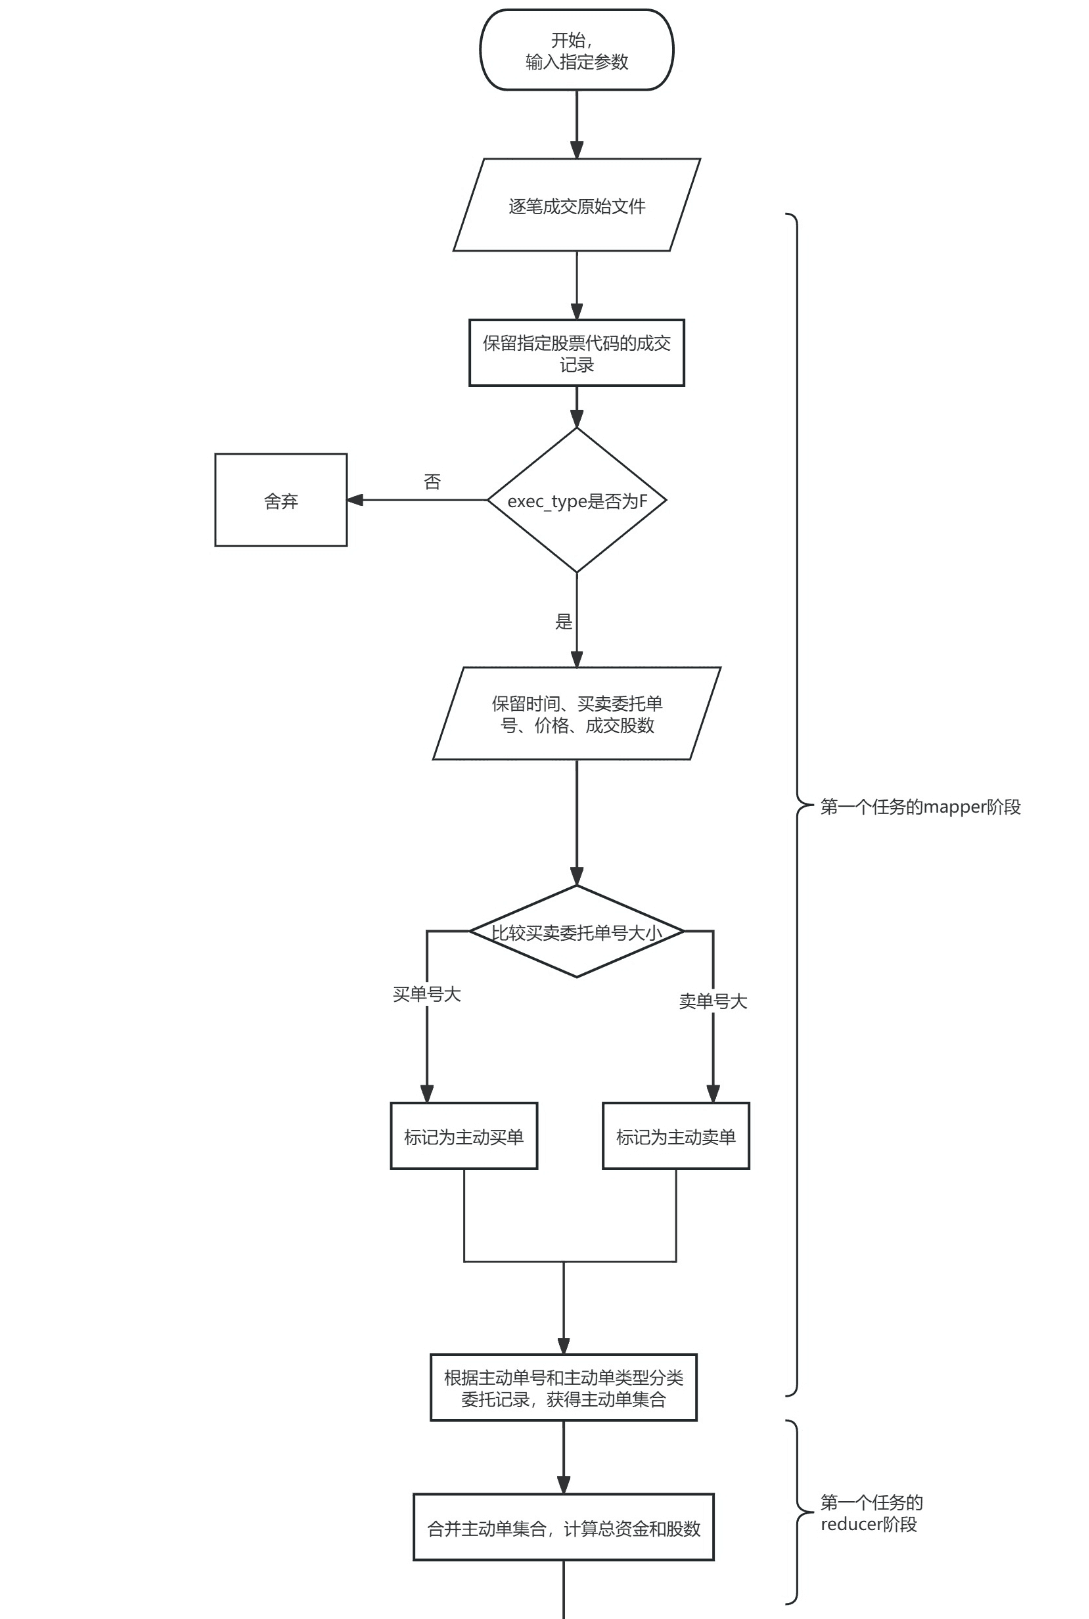 开始，
输入指定参数
逐笔成交原始文件
保留指定股票代码的成交
记录
否
舍弃
exec_type是否为F
是
保留时间、买卖委托单
号、价格、成交股数
第一个任务的mapper阶段
比较买卖委托单号大小
买单号大
卖单号大
标记为主动买单
标记为主动卖单
根据主动单号和主动单类型分类
委托记录，获得主动单集合
第一个任务的
reducer阶段
合并主动单集合，计算总资金和股数